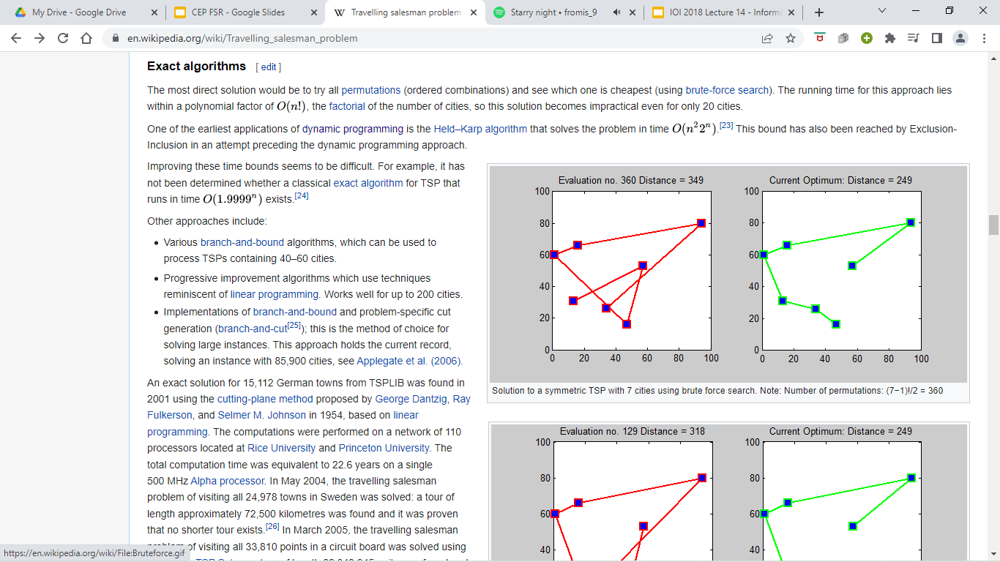 My Drive - Google Drive
CEP FSR - Google Slides
Travelling salesman problem
Starry night • fromis_9
IOI 2018 Lecture 14 - Informa
en.wikipedia.org/wiki/Travelling_salesman_problem
Exact algorithms [ edit ]
The most direct solution would be to try all permutations (ordered combinations) and see which one is cheapest (using brute-force search). The running time for this approach lies
within a polynomial factor of O(n!), the factorial of the number of cities, so this solution becomes impractical even for only 20 cities.
One of the earliest applications of dynamic programming is the Held–Karp algorithm that solves the problem in time O(n²2ⁿ).[23] This bound has also been reached by Exclusion-
Inclusion in an attempt preceding the dynamic programming approach.
Improving these time bounds seems to be difficult. For example, it has
not been determined whether a classical exact algorithm for TSP that
runs in time O(1.9999ⁿ) exists.[24]
Other approaches include:
• Various branch-and-bound algorithms, which can be used to
process TSPs containing 40–60 cities.
• Progressive improvement algorithms which use techniques
reminiscent of linear programming. Works well for up to 200 cities.
• Implementations of branch-and-bound and problem-specific cut
generation (branch-and-cut[25]); this is the method of choice for
solving large instances. This approach holds the current record,
solving an instance with 85,900 cities, see Applegate et al. (2006).
An exact solution for 15,112 German towns from TSPLIB was found in
2001 using the cutting-plane method proposed by George Dantzig, Ray
Fulkerson, and Selmer M. Johnson in 1954, based on linear
programming. The computations were performed on a network of 110
processors located at Rice University and Princeton University. The
total computation time was equivalent to 22.6 years on a single
500 MHz Alpha processor. In May 2004, the travelling salesman
problem of visiting all 24,978 towns in Sweden was solved: a tour of
length approximately 72,500 kilometres was found and it was proven
that no shorter tour exists.[26] In March 2005, the travelling salesman
of visiting all 33,810 points in a circuit board was solved using
Evaluation no. 360 Distance = 349
100
80
60
40
20
0
0 20 40 60 80 100
Current Optimum: Distance = 249
100
80
60
40
20
0
0 20 40 60 80 100
Solution to a symmetric TSP with 7 cities using brute force search. Note: Number of permutations: (7−1)!/2 = 360
Evaluation no. 129 Distance = 318
100
80
60
40
Current Optimum: Distance = 249
100
80
60
40
https://en.wikipedia.org/wiki/File:Bruteforce.gif